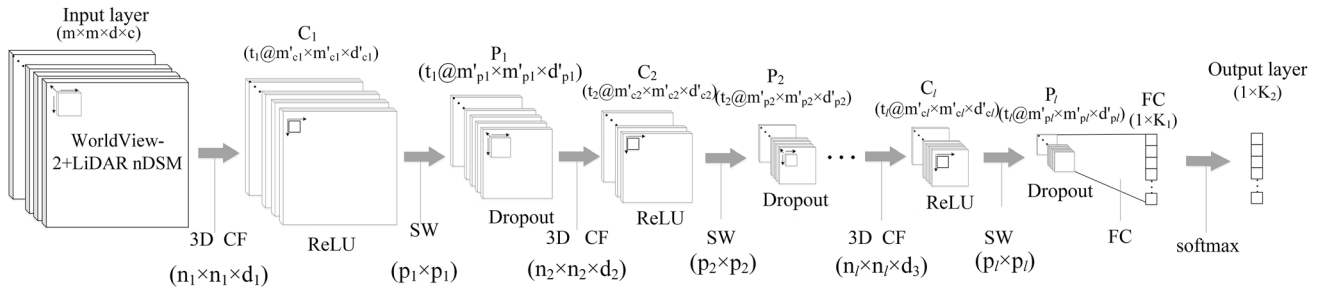 Input layer
(m×m×d×c)
WorldView-
2+LiDAR nDSM
3D CF
(n₁×n₁×d₁)
C₁
(t₁@m'c1×m'c1×d'c1)
ReLU
SW
(p₁×p₁)
P₁
(t₁@m'p1×m'p1×d'p1)
Dropout
3D CF
(n₂×n₂×d₂)
C₂
(t₂@m'c2×m'c2×d'c2)
ReLU
SW
(p₂×p₂)
P₂
(t₂@m'p2×m'p2×d'p2)
Dropout
...
3D CF
(nl×nl×d₃)
Cl
(tl@m'cl×m'cl×d'cl)
ReLU
SW
(pl×pl)
Pl
(tl@m'pl×m'pl×d'pl)
Dropout
FC
(1×K₁)
FC
softmax
Output layer
(1×K₂)